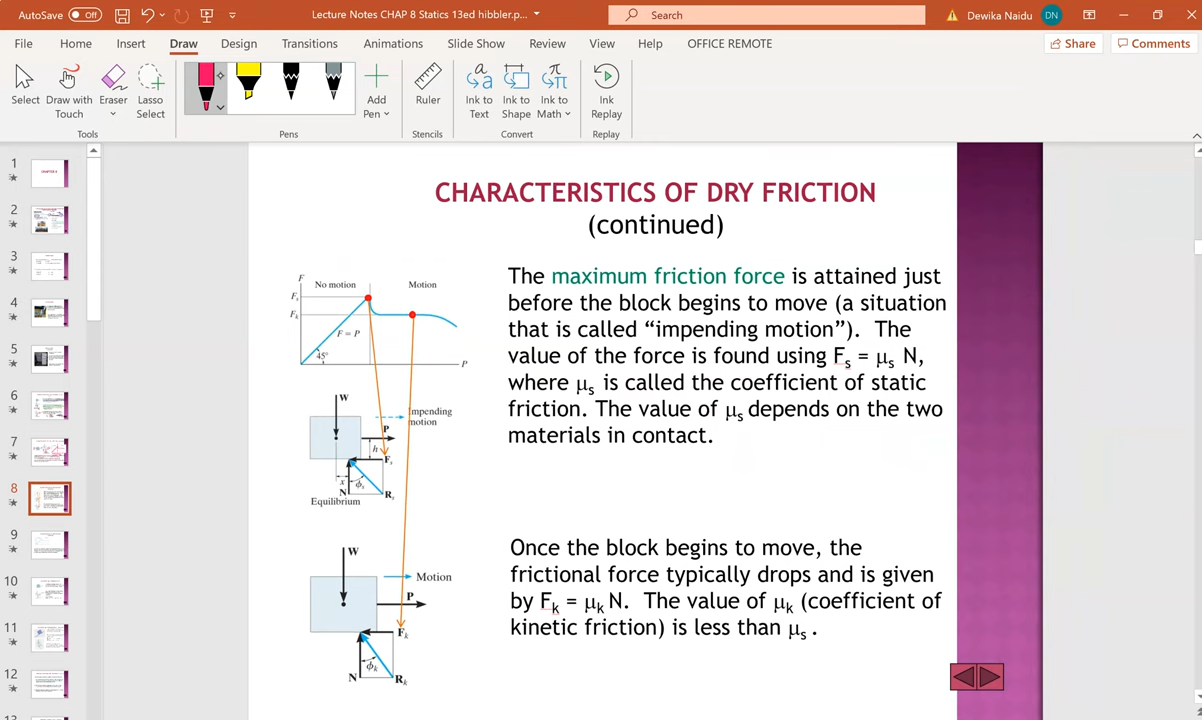 AutoSave Off
Lecture Notes CHAP 8 Statics 13ed hibbler.p...
Search
Dewika Naidu DN
File Home Insert Draw Design Transitions Animations Slide Show Review View Help OFFICE REMOTE Share Comments
Select
Draw with Touch
Eraser
Lasso Select
Add Pen
Ruler
Ink to Text
Ink to Shape
Ink to Math
Ink Replay
Tools Pens Stencils Convert Replay
1
2
3
4
5
6
7
8
9
10
11
12
CHARACTERISTICS OF DRY FRICTION
(continued)
F
No motion Motion
Fs
Fk
F = P
45°
P
The maximum friction force is attained just
before the block begins to move (a situation
that is called “impending motion”). The
value of the force is found using Fs = μs N,
where μs is called the coefficient of static
friction. The value of μs depends on the two
materials in contact.
W
Impending motion
P
h
Fs
x
ϕs
N
Rs
Equilibrium
Once the block begins to move, the
frictional force typically drops and is given
by Fk = μk N. The value of μk (coefficient of
kinetic friction) is less than μs .
W
Motion
P
Fk
ϕk
N
Rk